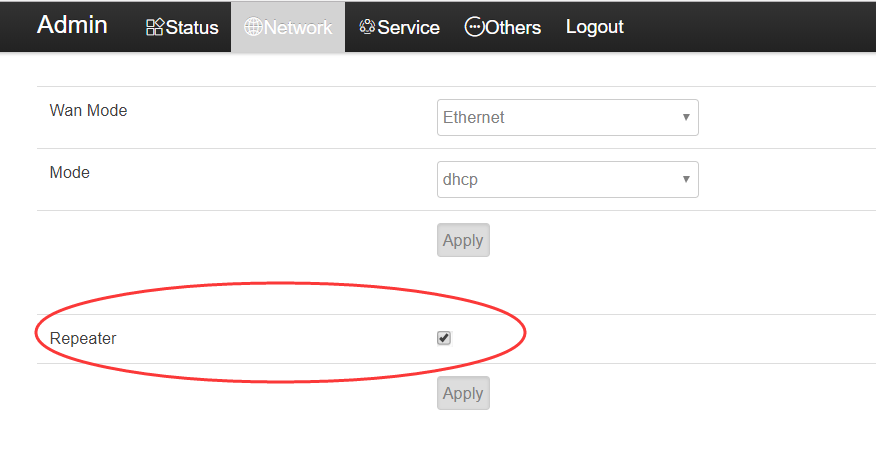 Admin Status Network Service Others Logout
Wan Mode Ethernet
Mode dhcp
Apply
Repeater
Apply